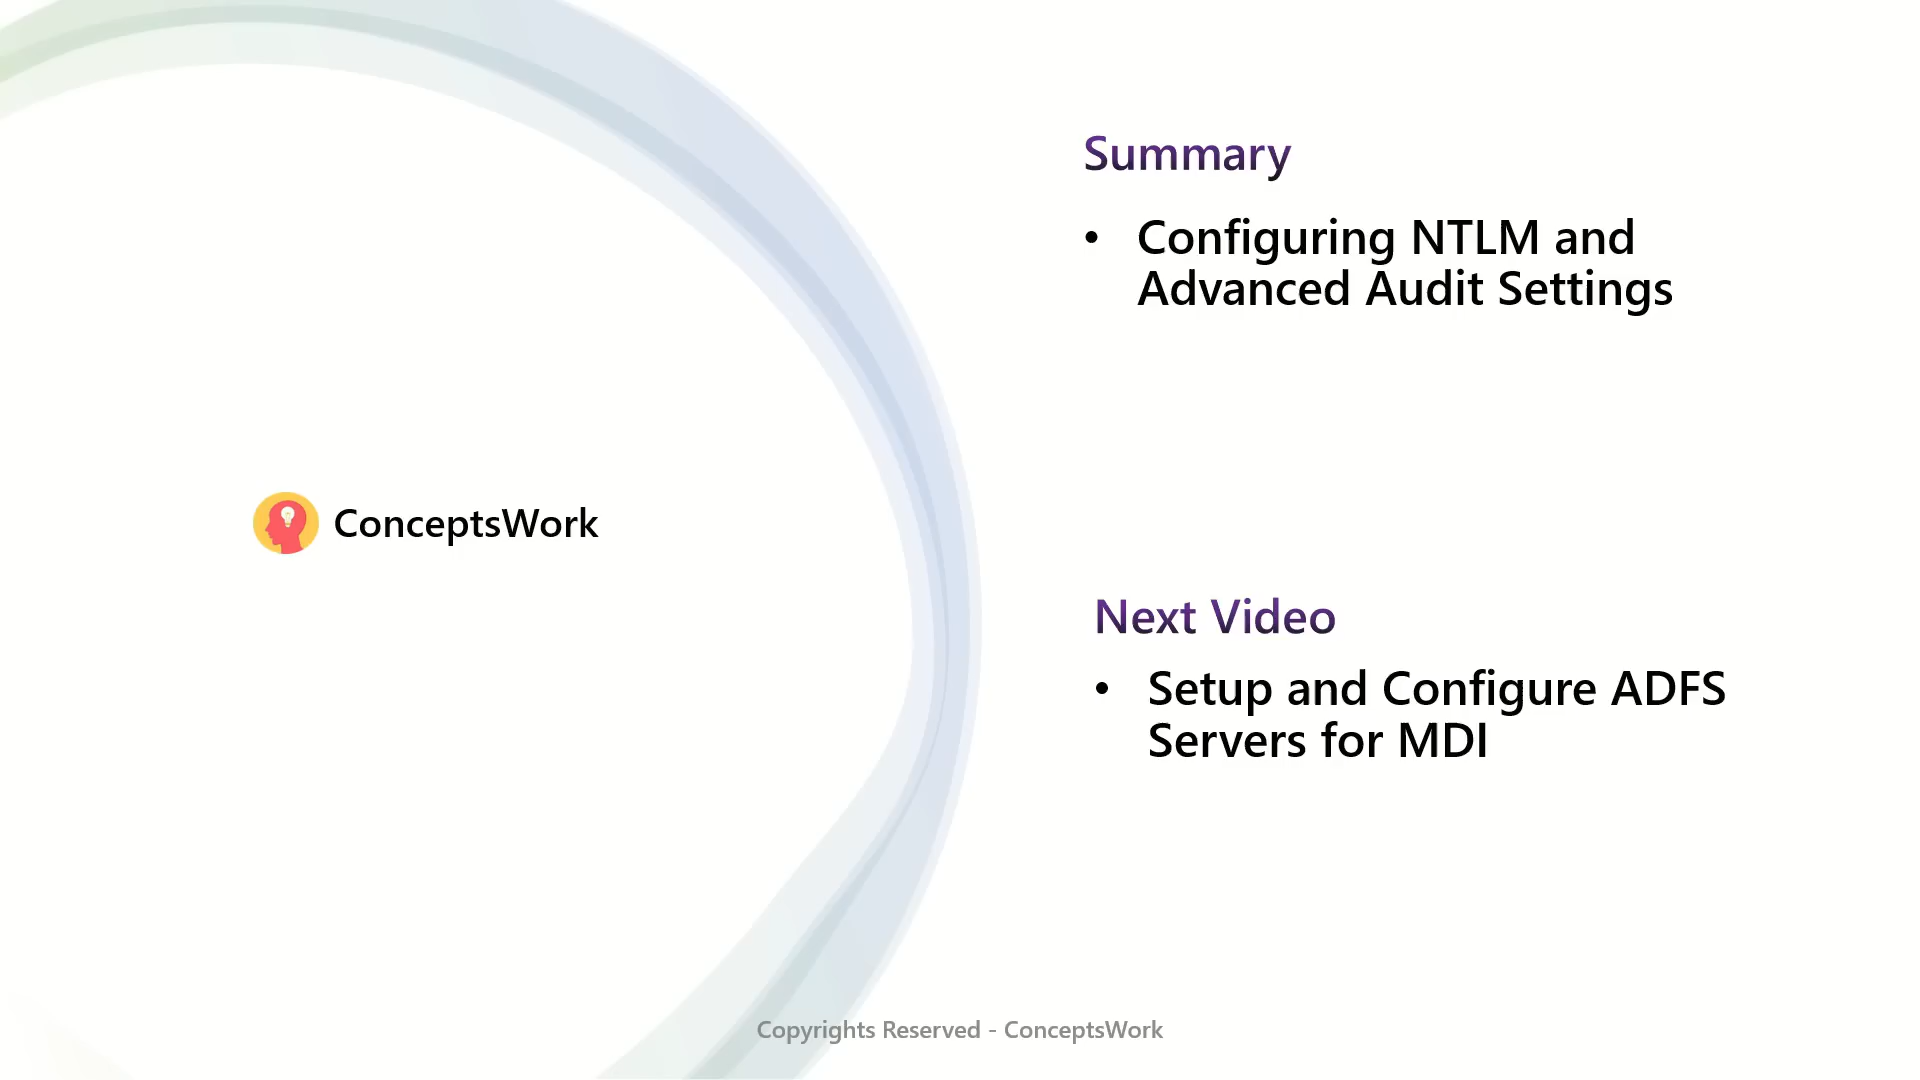 Summary
• Configuring NTLM and
Advanced Audit Settings
ConceptsWork
Next Video
• Setup and Configure ADFS
Servers for MDI
Copyrights Reserved - ConceptsWork